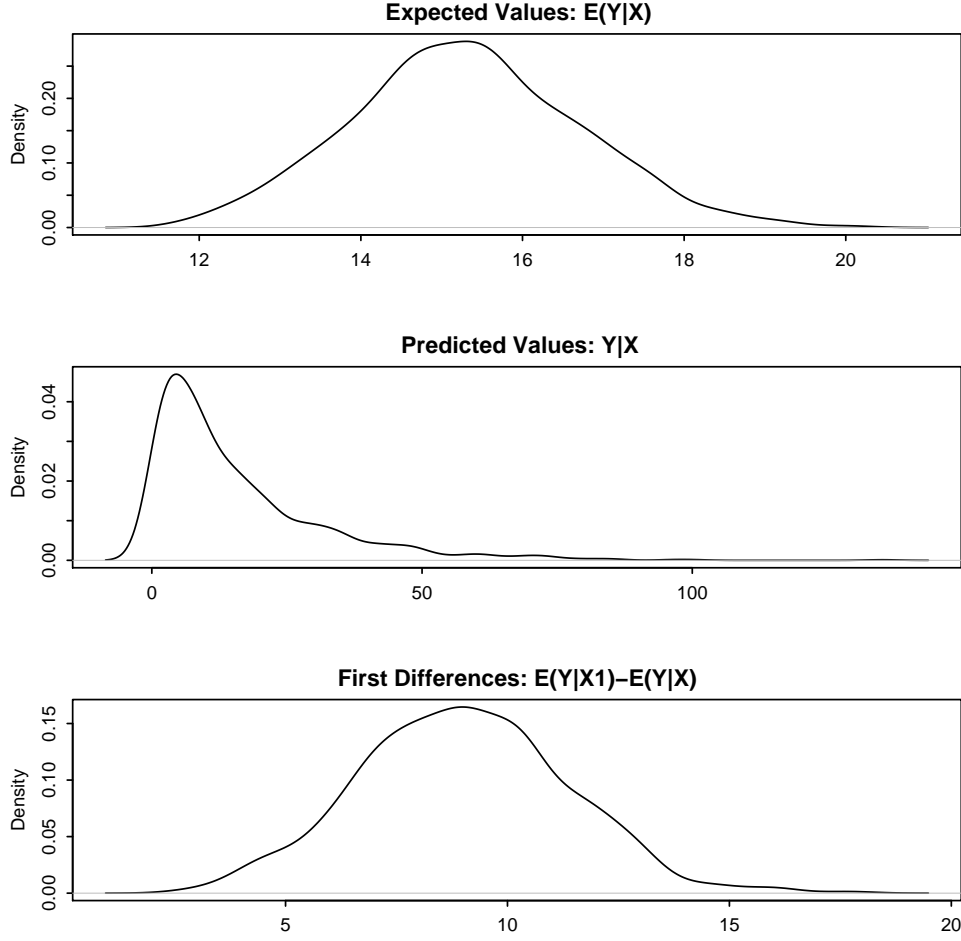 Expected Values: E(Y|X)
Density
0.00
0.10
0.20
12 14 16 18 20
Predicted Values: Y|X
Density
0.00
0.02
0.04
0 50 100
First Differences: E(Y|X1)−E(Y|X)
Density
0.00
0.05
0.10
0.15
5 10 15 20